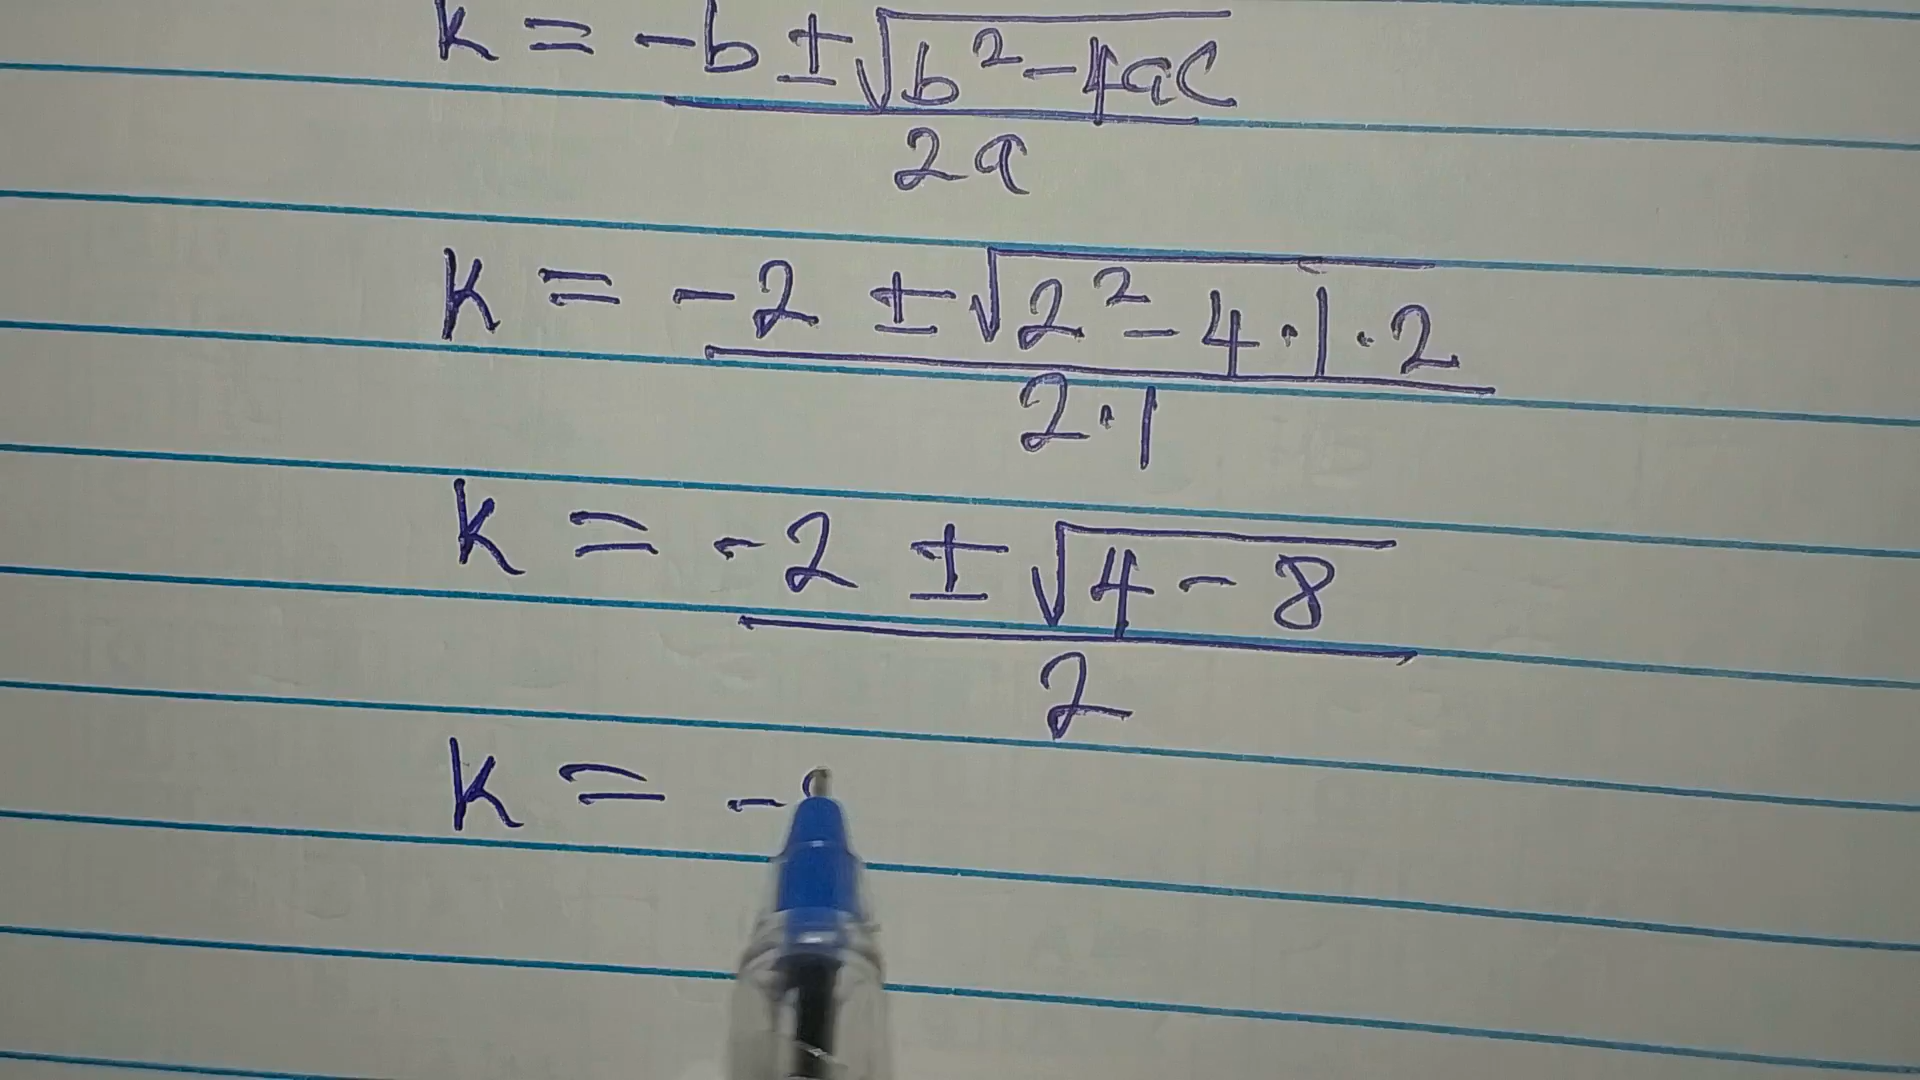 k = -b ± √b² - 4ac
2a
k = -2 ± √2² - 4·1·2
2·1
k = -2 ± √4 - 8
2
k = -